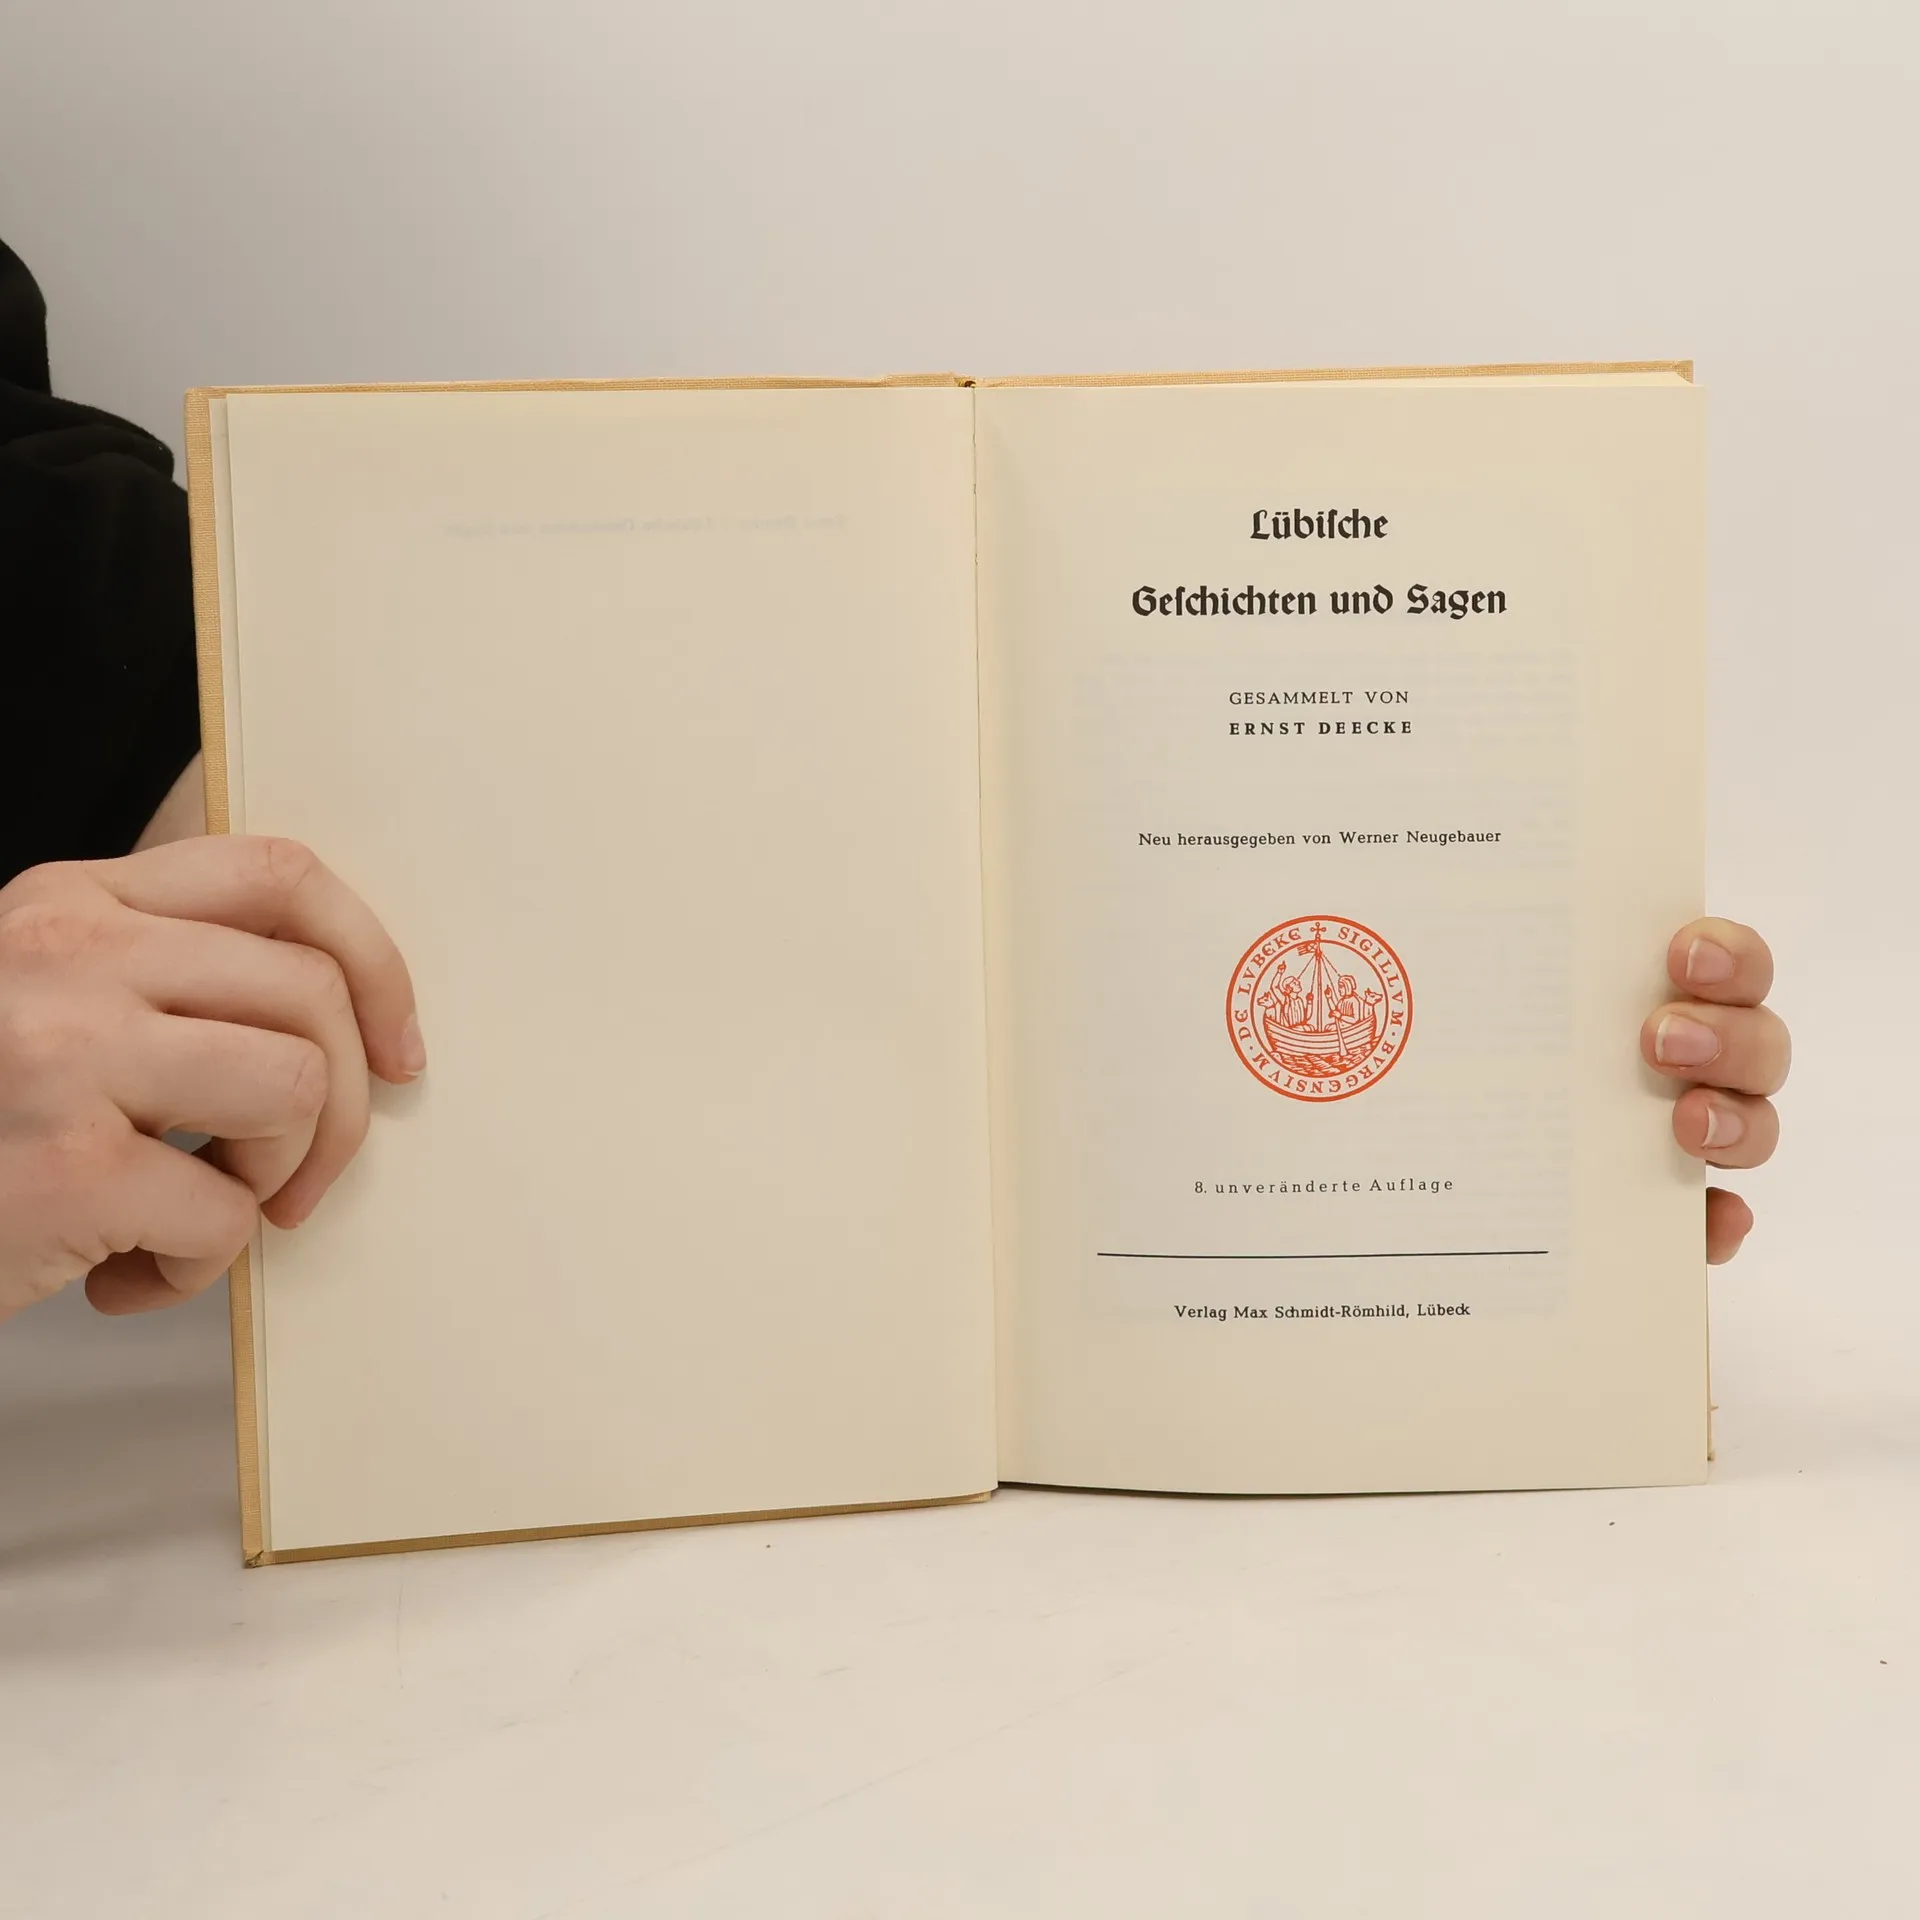 Lübiſche
Geſchichten und Sagen
GESAMMELT VON
ERNST DEECKE
Neu herausgegeben von Werner Neugebauer
SIGILLVM · BVRGENSIVM · DE LVBEKE
8. unveränderte Auflage
Verlag Max Schmidt-Römhild, Lübeck